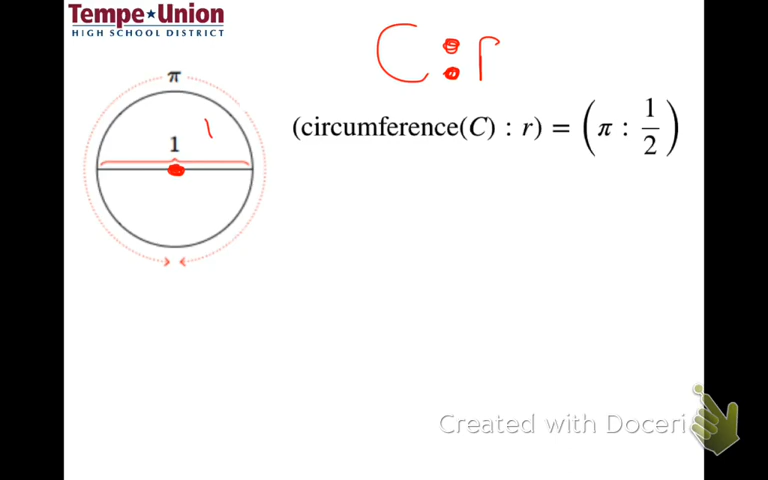 Tempe★Union
HIGH SCHOOL DISTRICT
C : r
π
1
(circumference(C) : r) = (π : 1/2)
Created with Doceri